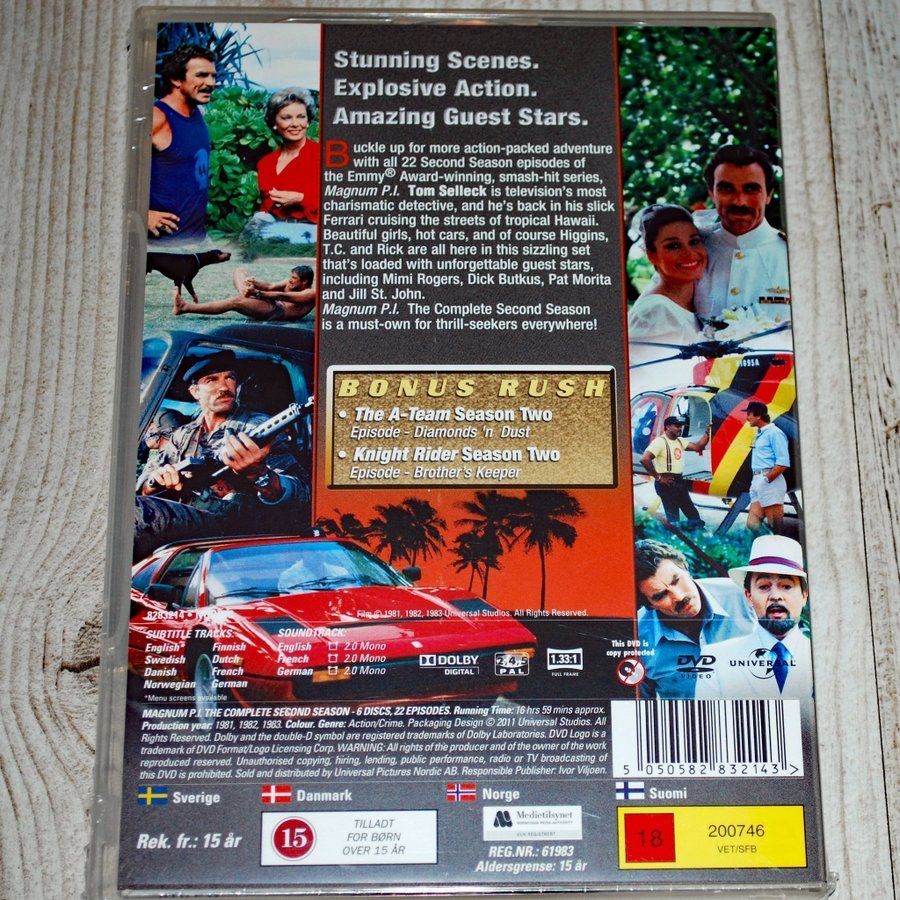 Stunning Scenes.
Explosive Action.
Amazing Guest Stars.
Buckle up for more action-packed adventure
with all 22 Second Season episodes of
the Emmy® Award-winning, smash-hit series,
Magnum P.I. Tom Selleck is television's most
charismatic detective, and he's back in his slick
Ferrari cruising the streets of tropical Hawaii.
Beautiful girls, hot cars, and of course Higgins,
T.C. and Rick are all here in this sizzling set
that's loaded with unforgettable guest stars,
including Mimi Rogers, Dick Butkus, Pat Morita
and Jill St. John.
Magnum P.I. The Complete Second Season
is a must-own for thrill-seekers everywhere!
BONUS RUSH
• The A-Team Season Two
Episode - Diamonds 'n' Dust
• Knight Rider Season Two
Episode - Brother's Keeper
8283214 •
Film © 1981, 1982, 1983 Universal Studios. All Rights Reserved.
SUBTITLE TRACKS:
English Finnish
Swedish Dutch
Danish French
Norwegian German
*Menu screens available
SOUNDTRACK:
English 2.0 Mono
French 2.0 Mono
German 2.0 Mono
DOLBY
DIGITAL
2,4,5
PAL
1.33:1
FULL FRAME
This DVD is
copy protected
DVD
VIDEO
UNIVERSAL
MAGNUM P.I. THE COMPLETE SECOND SEASON - 6 DISCS, 22 EPISODES. Running Time: 16 hrs 59 mins approx.
Production year: 1981, 1982, 1983. Colour. Genre: Action/Crime. Packaging Design © 2011 Universal Studios. All
Rights Reserved. Dolby and the double-D symbol are registered trademarks of Dolby Laboratories. DVD Logo is a
trademark of DVD Format/Logo Licensing Corp. WARNING: All rights of the producer and of the owner of the work
reproduced reserved. Unauthorised copying, hiring, lending, public performance, radio or TV broadcasting of
this DVD is prohibited. Sold and distributed by Universal Pictures Nordic AB. Responsible Publisher: Ivor Viljoen.
5 050582 832143 >
Sverige
Danmark
Norge
Suomi
Rek. fr.: 15 år
15
TILLADT
FOR BØRN
OVER 15 ÅR
Medietilsynet
NORWEGIAN MEDIA AUTHORITY
KUN REGISTRERT
REG.NR.: 61983
Aldersgrense: 15 år
18
200746
VET/SFB